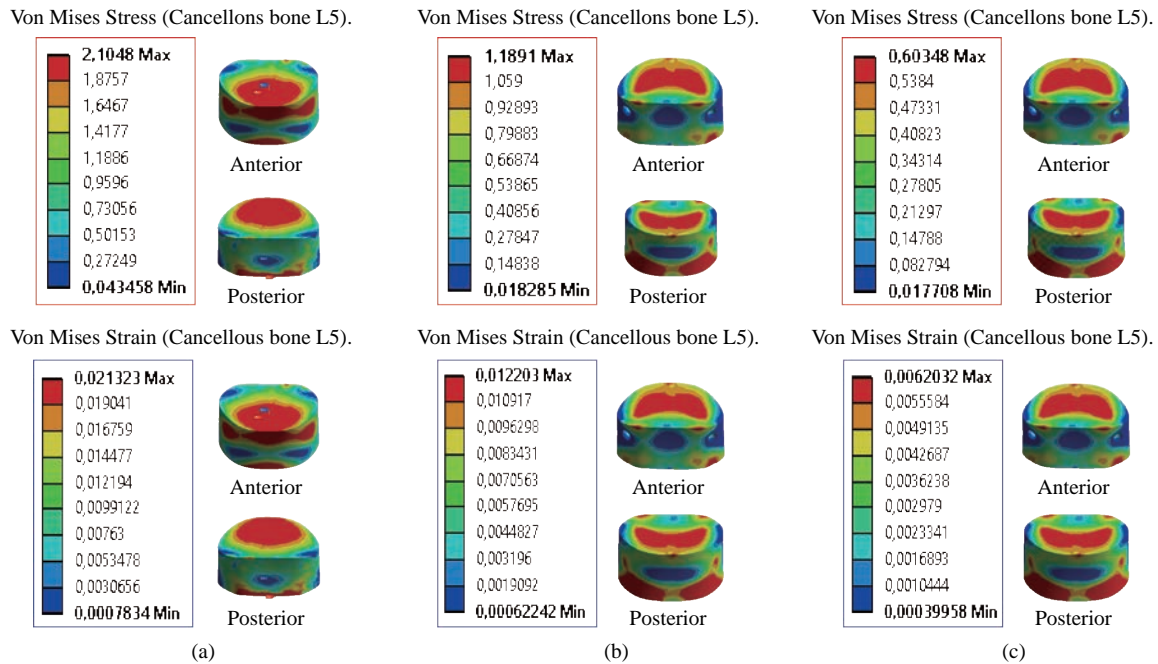 Von Mises Stress (Cancellons bone L5).
2,1048 Max
1,8757
1,6467
1,4177
1,1886
0,9596
0,73056
0,50153
0,27249
0,043458 Min
Anterior
Posterior
Von Mises Stress (Cancellons bone L5).
1,1891 Max
1,059
0,92893
0,79883
0,66874
0,53865
0,40856
0,27847
0,14838
0,018285 Min
Anterior
Posterior
Von Mises Stress (Cancellons bone L5).
0,60348 Max
0,5384
0,47331
0,40823
0,34314
0,27805
0,21297
0,14788
0,082794
0,017708 Min
Anterior
Posterior
Von Mises Strain (Cancellous bone L5).
0,021323 Max
0,019041
0,016759
0,014477
0,012194
0,0099122
0,00763
0,0053478
0,0030656
0,0007834 Min
Anterior
Posterior
(a)
Von Mises Strain (Cancellous bone L5).
0,012203 Max
0,010917
0,0096298
0,0083431
0,0070563
0,0057695
0,0044827
0,003196
0,0019092
0,00062242 Min
Anterior
Posterior
(b)
Von Mises Strain (Cancellous bone L5).
0,0062032 Max
0,0055584
0,0049135
0,0042687
0,0036238
0,002979
0,0023341
0,0016893
0,0010444
0,00039958 Min
Anterior
Posterior
(c)